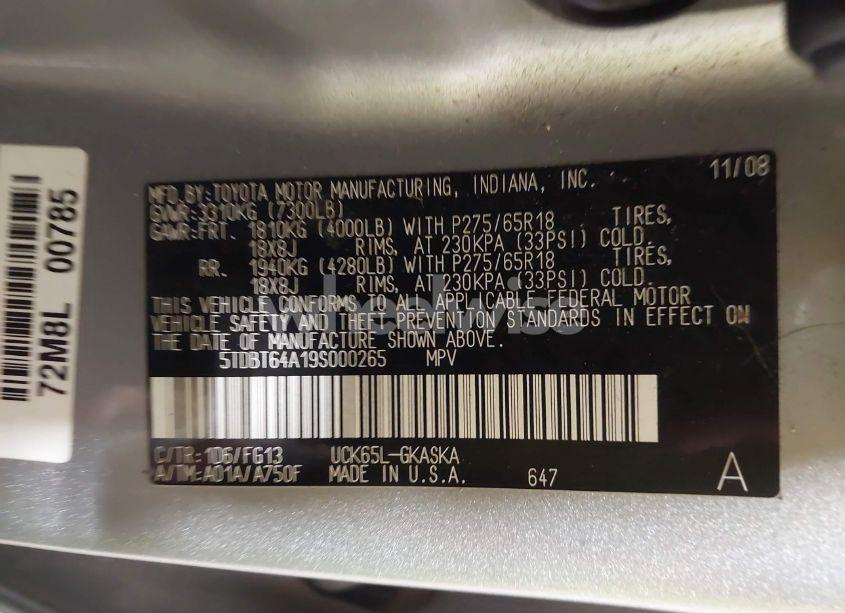 72M8L 00785
11/08
MFD.BY:TOYOTA MOTOR MANUFACTURING, INDIANA, INC.
GVWR:3310KG (7300LB)
GAWR:FRT. 1810KG (4000LB) WITH P275/65R18 TIRES,
18X8J RIMS, AT 230KPA (33PSI) COLD.
RR. 1940KG (4280LB) WITH P275/65R18 TIRES,
18X8J RIMS, AT 230KPA (33PSI) COLD.
THIS VEHICLE CONFORMS TO ALL APPLICABLE FEDERAL MOTOR
VEHICLE SAFETY AND THEFT PREVENTION STANDARDS IN EFFECT ON
THE DATE OF MANUFACTURE SHOWN ABOVE.
5TDBT64A19S000265 MPV
C/TR:1D6/FG13 UCK65L-GKASKA
A/TM:A01A/A750F MADE IN U.S.A. 647 A